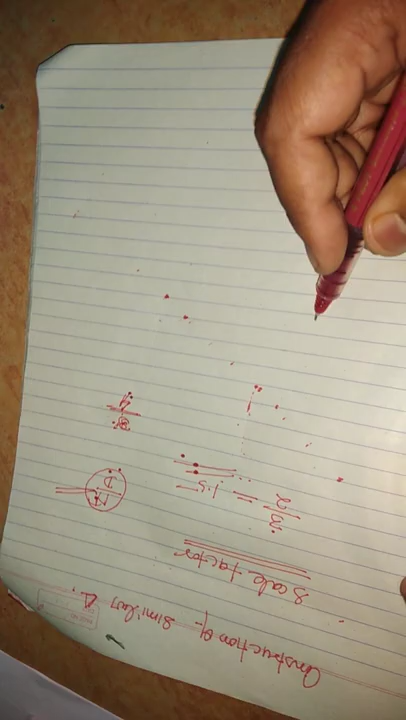 Construction of Similar Δ.
Scale factor
3/2 = 1.5
N/D